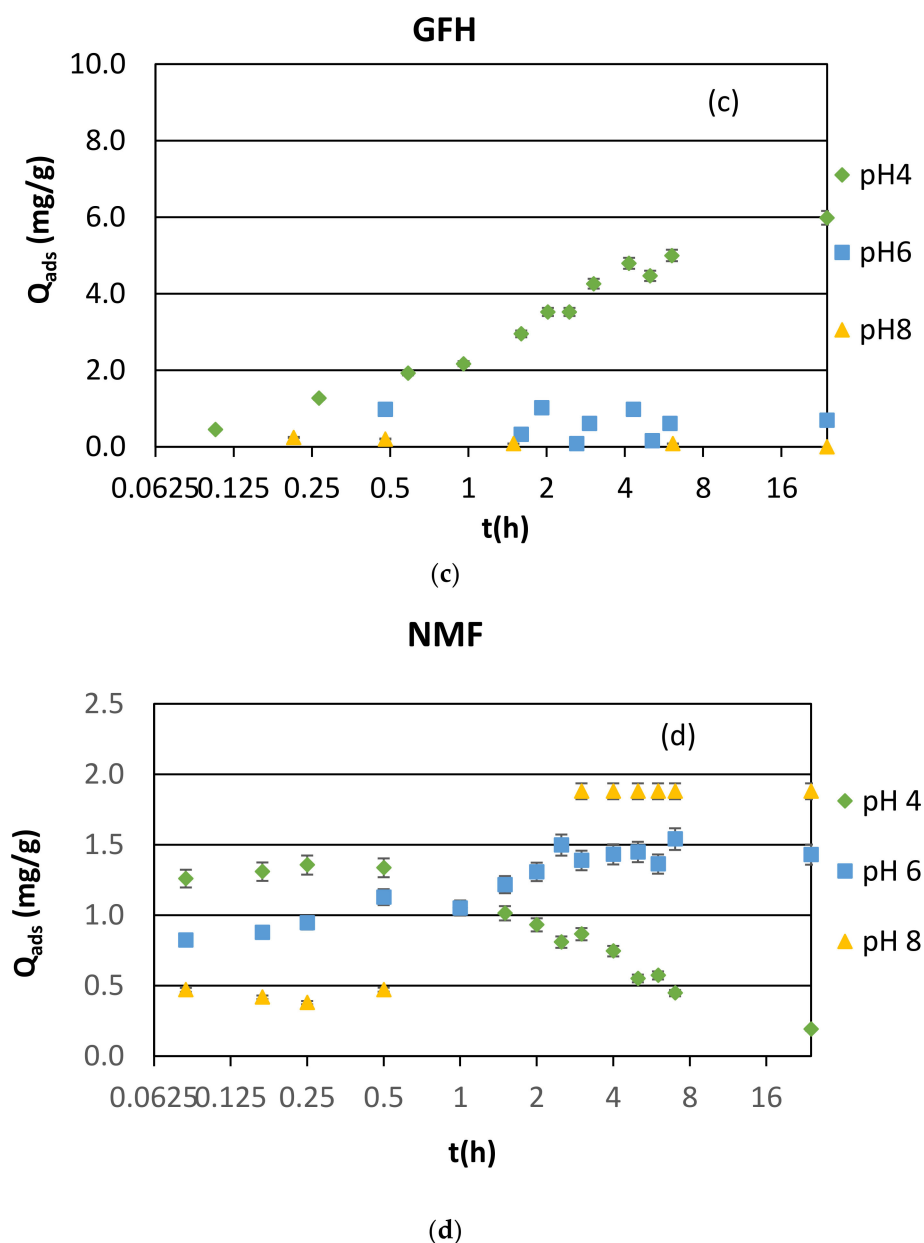 GFH
10.0
8.0
6.0
4.0
2.0
0.0
Qads (mg/g)
(c)
pH4
pH6
pH8
0.0625 0.125 0.25 0.5 1 2 4 8 16
t(h)
(c)
NMF
2.5
2.0
1.5
1.0
0.5
0.0
Qads (mg/g)
(d)
pH 4
pH 6
pH 8
0.0625 0.125 0.25 0.5 1 2 4 8 16
t(h)
(d)